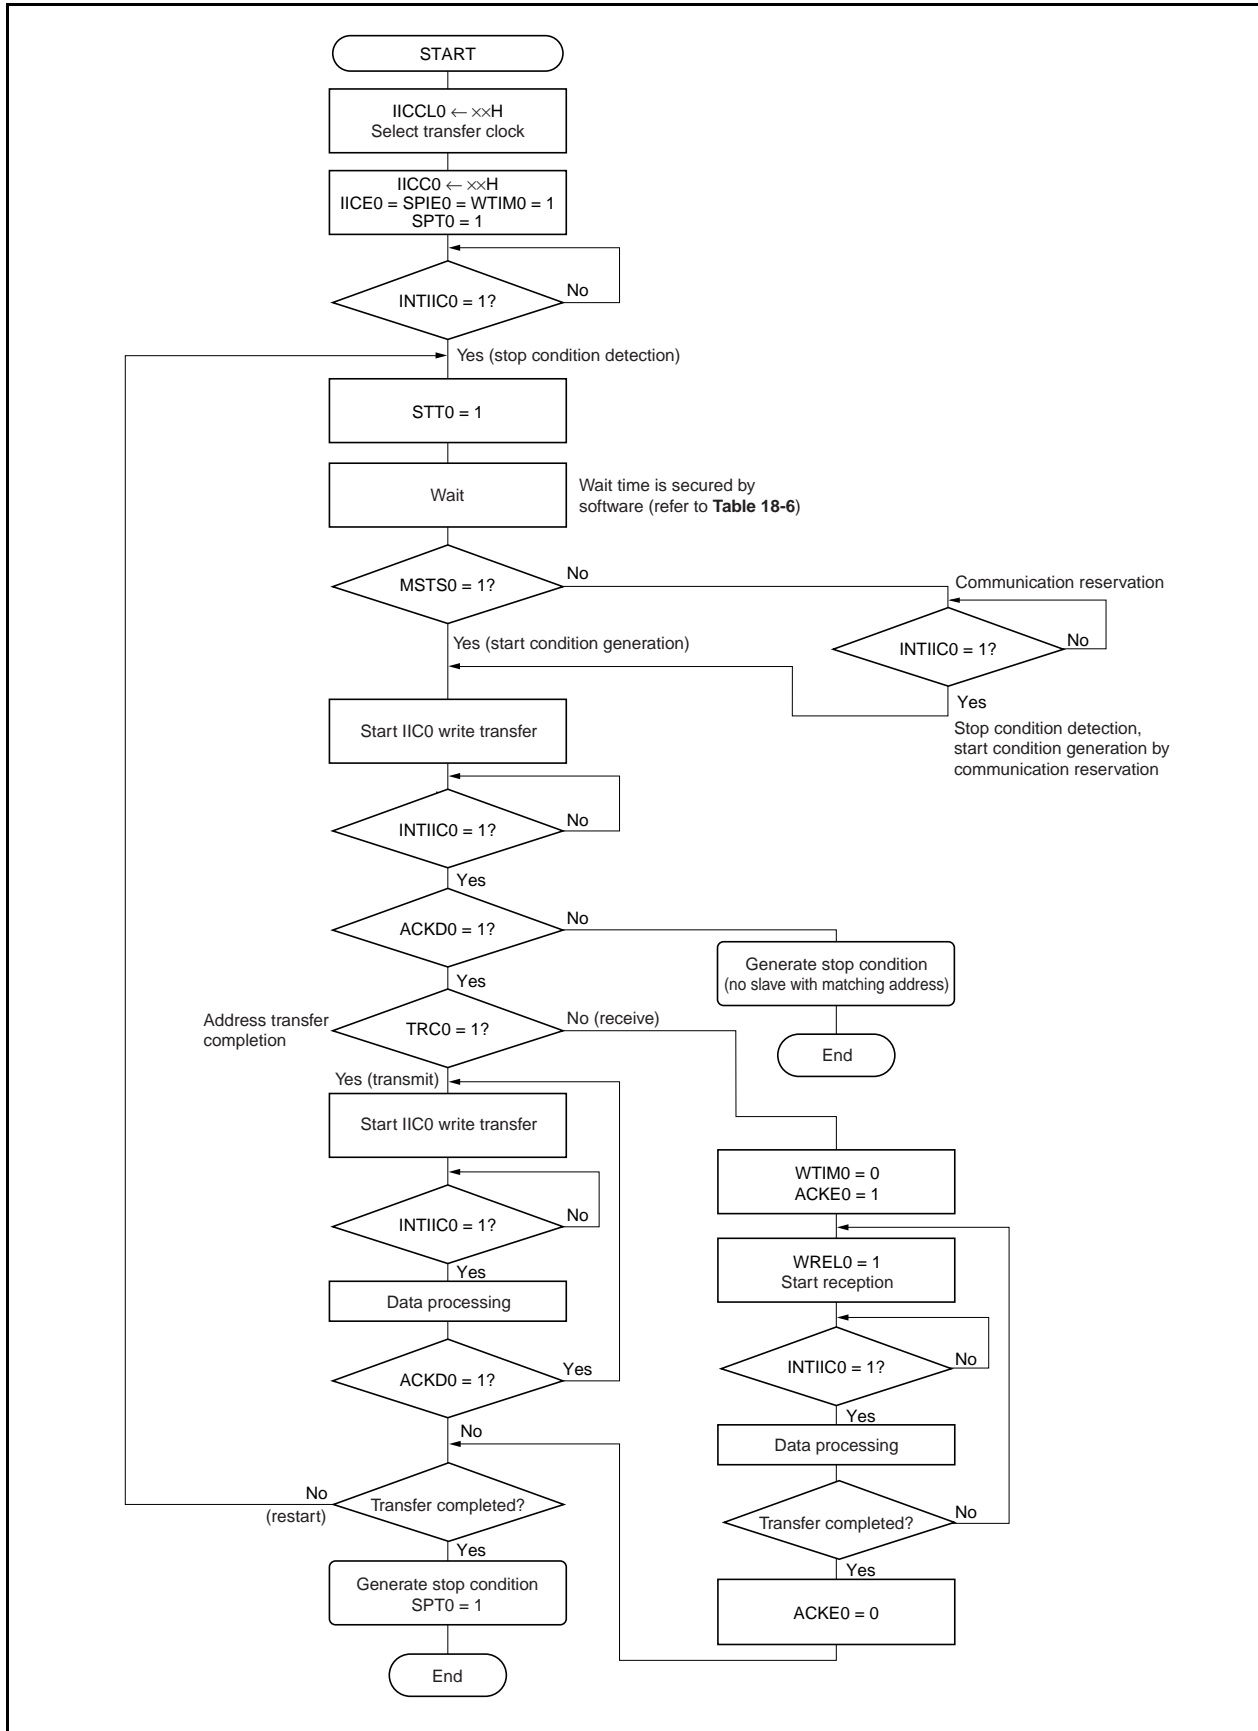 START
IICCL0 ← ××H
Select transfer clock
IICC0 ← ××H
IICE0 = SPIE0 = WTIM0 = 1
SPT0 = 1
INTIIC0 = 1?
No
Yes (stop condition detection)
STT0 = 1
Wait
Wait time is secured by
software (refer to Table 18-6)
MSTS0 = 1?
No
Communication reservation
INTIIC0 = 1?
No
Yes
Stop condition detection,
start condition generation by
communication reservation
Yes (start condition generation)
Start IIC0 write transfer
INTIIC0 = 1?
No
Yes
ACKD0 = 1?
No
Generate stop condition
(no slave with matching address)
End
Yes
Address transfer
completion
TRC0 = 1?
No (receive)
Yes (transmit)
Start IIC0 write transfer
INTIIC0 = 1?
No
Yes
Data processing
ACKD0 = 1?
Yes
No
Transfer completed?
No
(restart)
Yes
Generate stop condition
SPT0 = 1
End
WTIM0 = 0
ACKE0 = 1
WREL0 = 1
Start reception
INTIIC0 = 1?
No
Yes
Data processing
Transfer completed?
No
Yes
ACKE0 = 0